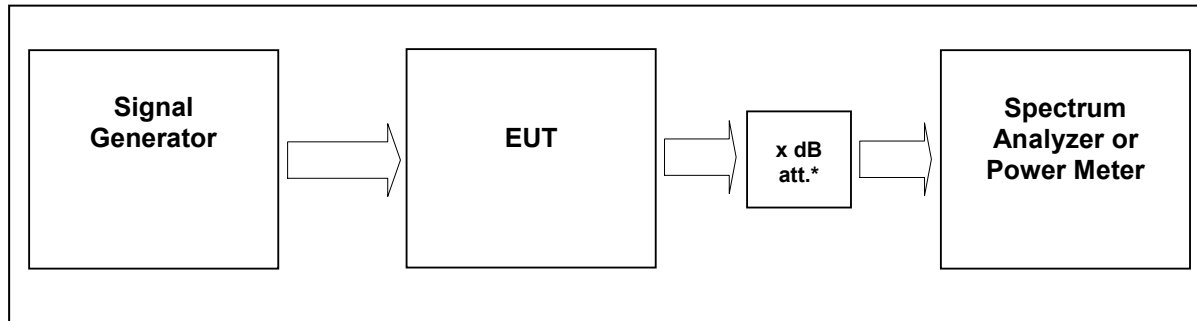 Signal
Generator
EUT
x dB
att.*
Spectrum
Analyzer or
Power Meter